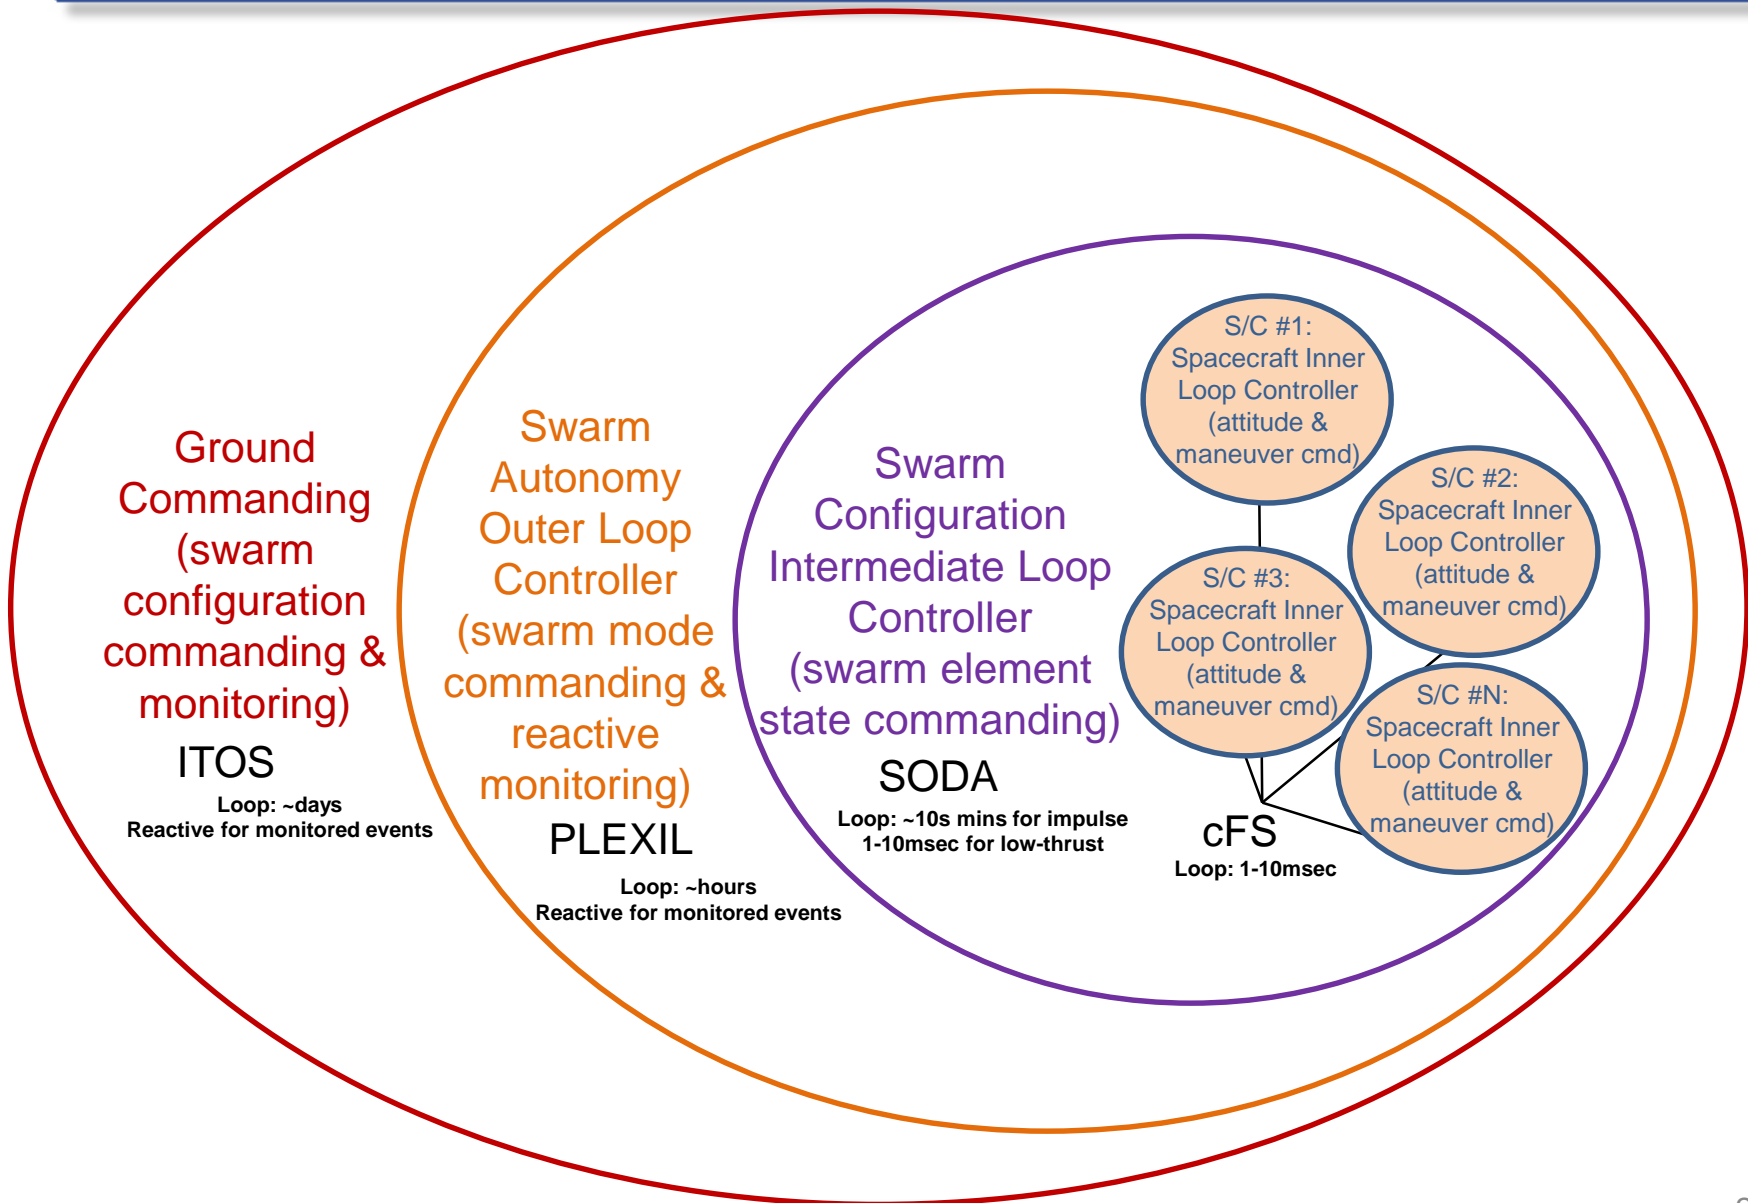 Ground
Commanding
(swarm
configuration
commanding &
monitoring)
ITOS
Loop: ~days
Reactive for monitored events
Swarm
Autonomy
Outer Loop
Controller
(swarm mode
commanding &
reactive
monitoring)
PLEXIL
Loop: ~hours
Reactive for monitored events
Swarm
Configuration
Intermediate Loop
Controller
(swarm element
state commanding)
SODA
Loop: ~10s mins for impulse
1-10msec for low-thrust
S/C #1:
Spacecraft Inner
Loop Controller
(attitude &
maneuver cmd)
S/C #2:
Spacecraft Inner
Loop Controller
(attitude &
maneuver cmd)
S/C #3:
Spacecraft Inner
Loop Controller
(attitude &
maneuver cmd)
S/C #N:
Spacecraft Inner
Loop Controller
(attitude &
maneuver cmd)
cFS
Loop: 1-10msec